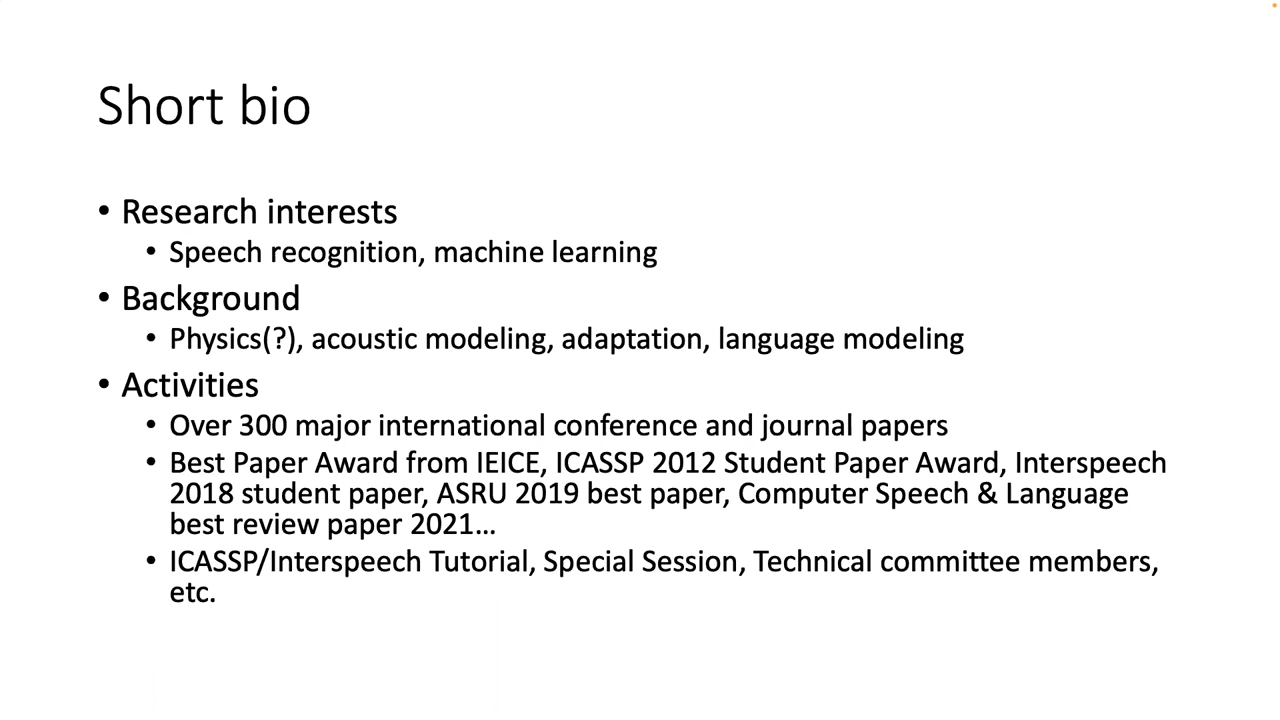 Short bio
• Research interests
• Speech recognition, machine learning
• Background
• Physics(?), acoustic modeling, adaptation, language modeling
• Activities
• Over 300 major international conference and journal papers
• Best Paper Award from IEICE, ICASSP 2012 Student Paper Award, Interspeech
2018 student paper, ASRU 2019 best paper, Computer Speech & Language
best review paper 2021…
• ICASSP/Interspeech Tutorial, Special Session, Technical committee members,
etc.